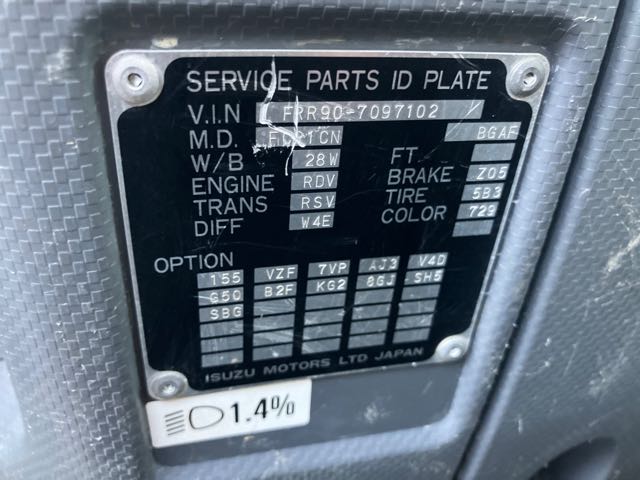 SERVICE PARTS ID PLATE
V.I.N FRR90-7097102
M.D. BGAF
W/B 28W FT.
ENGINE RDV BRAKE Z05
TRANS RSV TIRE 5B3
DIFF W4E COLOR 729
OPTION
155 VZF 7VP AJ3 V4D
G50 B2F KG2 8GJ SH5
SBG
ISUZU MOTORS LTD JAPAN
1.4%